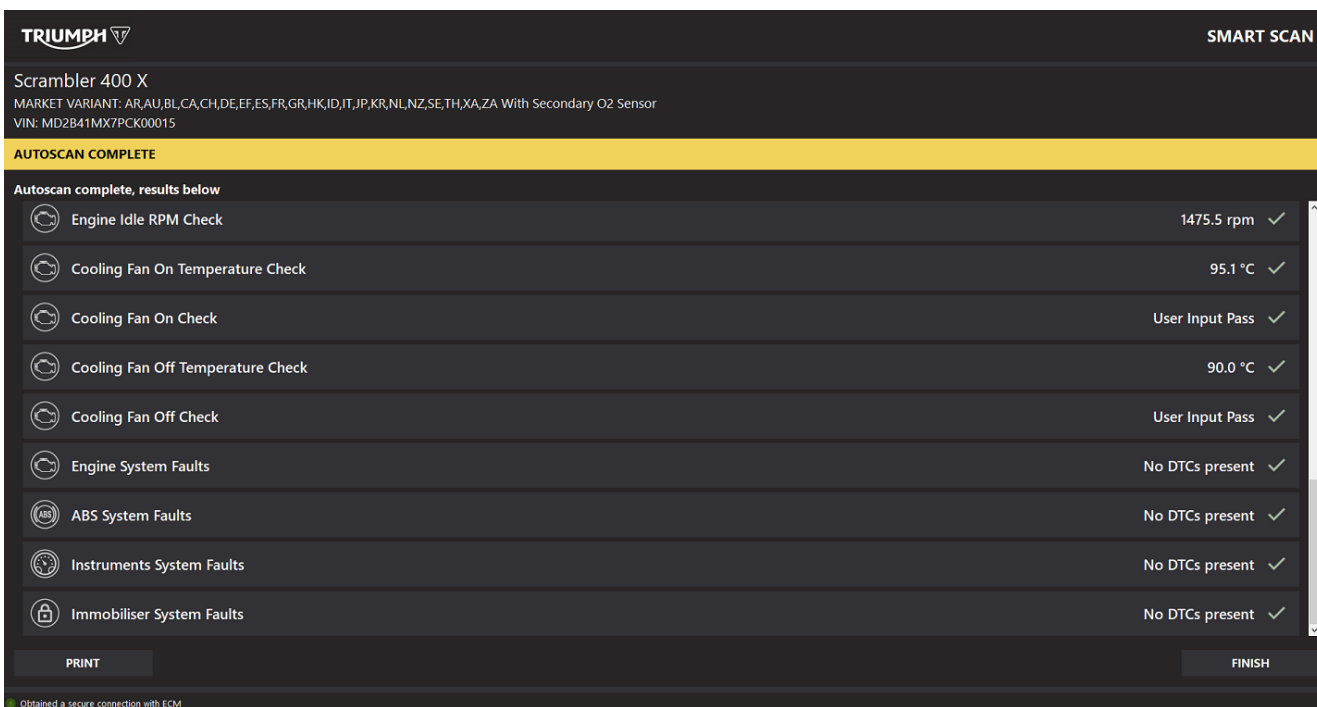 TRIUMPH
SMART SCAN
Scrambler 400 X
MARKET VARIANT: AR,AU,BL,CA,CH,DE,EF,ES,FR,GR,HK,ID,IT,JP,KR,NL,NZ,SE,TH,XA,ZA With Secondary O2 Sensor
VIN: MD2B41MX7PCK00015
AUTOSCAN COMPLETE
Autoscan complete, results below
Engine Idle RPM Check 1475.5 rpm
Cooling Fan On Temperature Check 95.1 °C
Cooling Fan On Check User Input Pass
Cooling Fan Off Temperature Check 90.0 °C
Cooling Fan Off Check User Input Pass
Engine System Faults No DTCs present
ABS ABS System Faults No DTCs present
Instruments System Faults No DTCs present
Immobiliser System Faults No DTCs present
PRINT FINISH
Obtained a secure connection with ECM